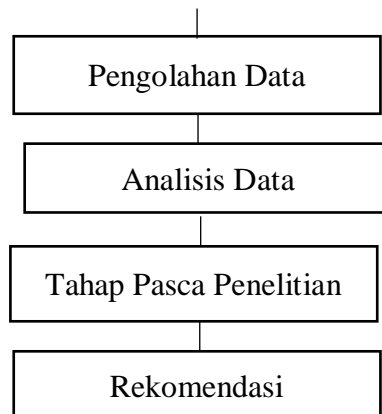 Pengolahan Data
Analisis Data
Tahap Pasca Penelitian
Rekomendasi